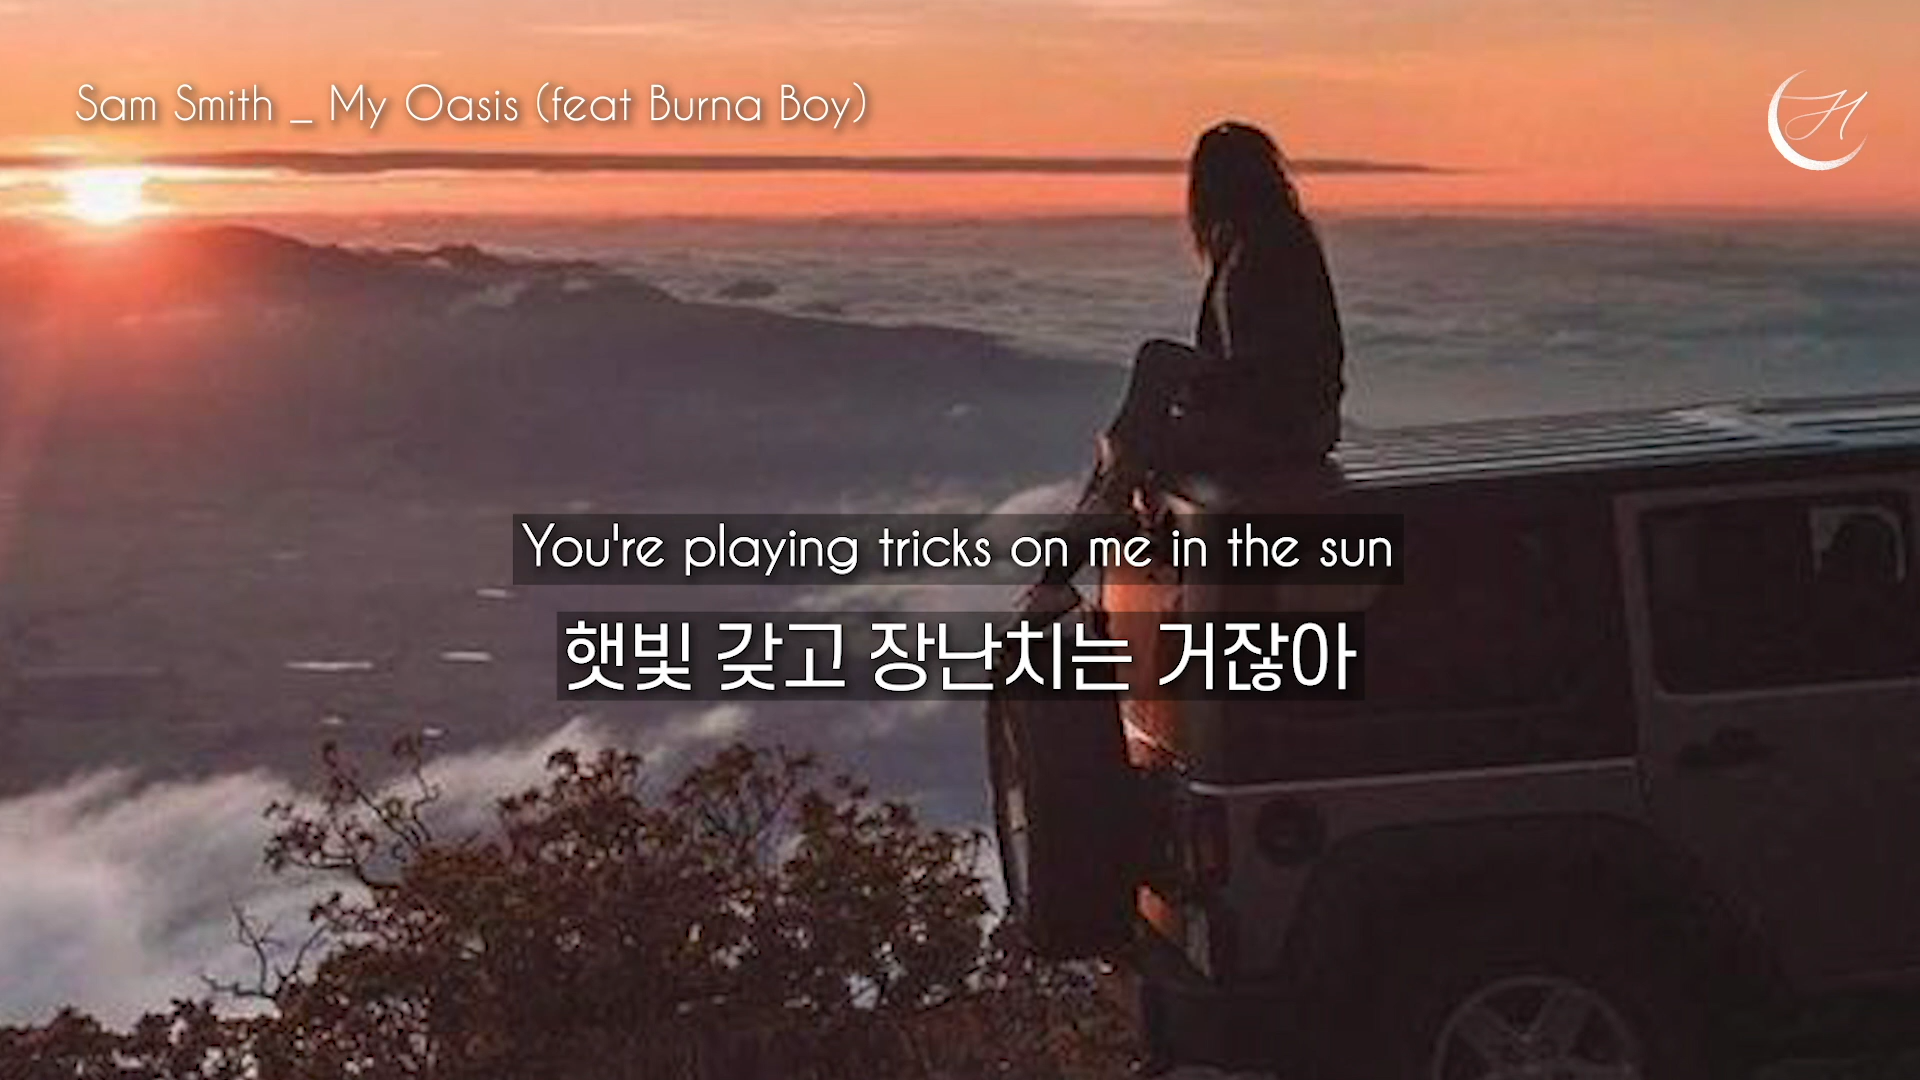 Sam Smith _ My Oasis (feat Burna Boy)
H
You're playing tricks on me in the sun
햇빛 갖고 장난치는 거잖아